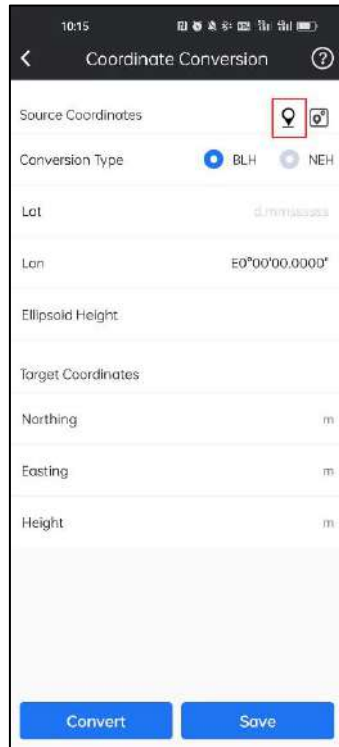 10:15
Coordinate Conversion
Source Coordinates
Conversion Type BLH NEH
Lat d.mmssssss
Lon E0°00'00.0000"
Ellipsoid Height
Target Coordinates
Northing m
Easting m
Height m
Convert Save